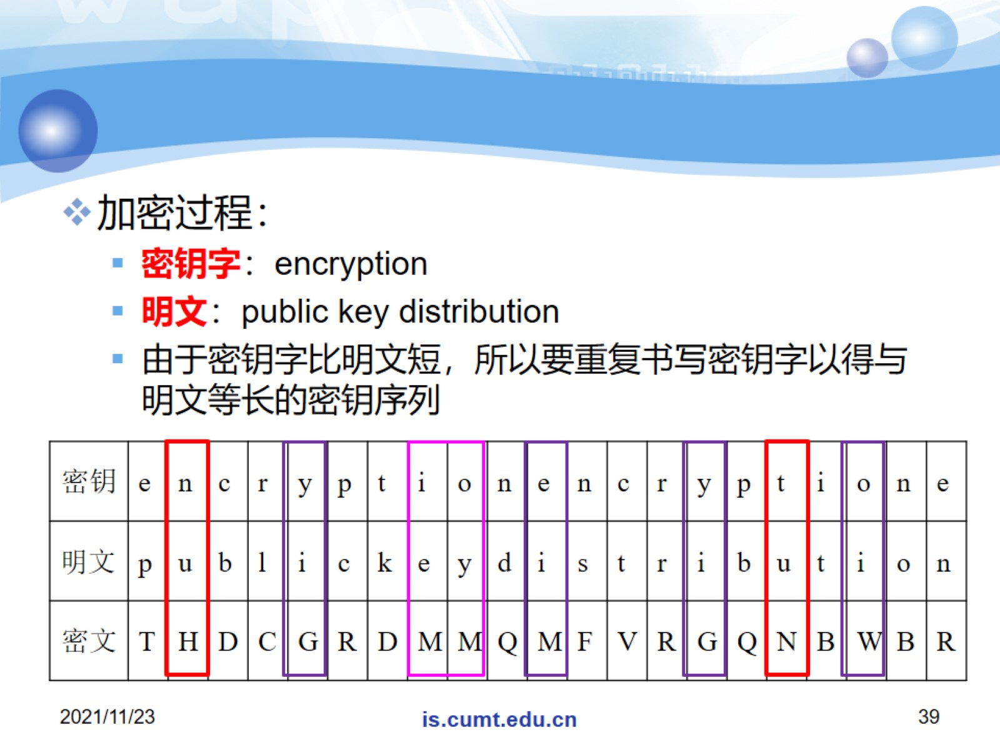 加密过程：
密钥字：encryption
明文：public key distribution
由于密钥字比明文短，所以要重复书写密钥字以得与
明文等长的密钥序列
密钥 e n c r y p t i o n e n c r y p t i o n e
明文 p u b l i c k e y d i s t r i b u t i o n
密文 T H D C G R D M M Q M F V R G Q N B W B R
2021/11/23 is.cumt.edu.cn 39